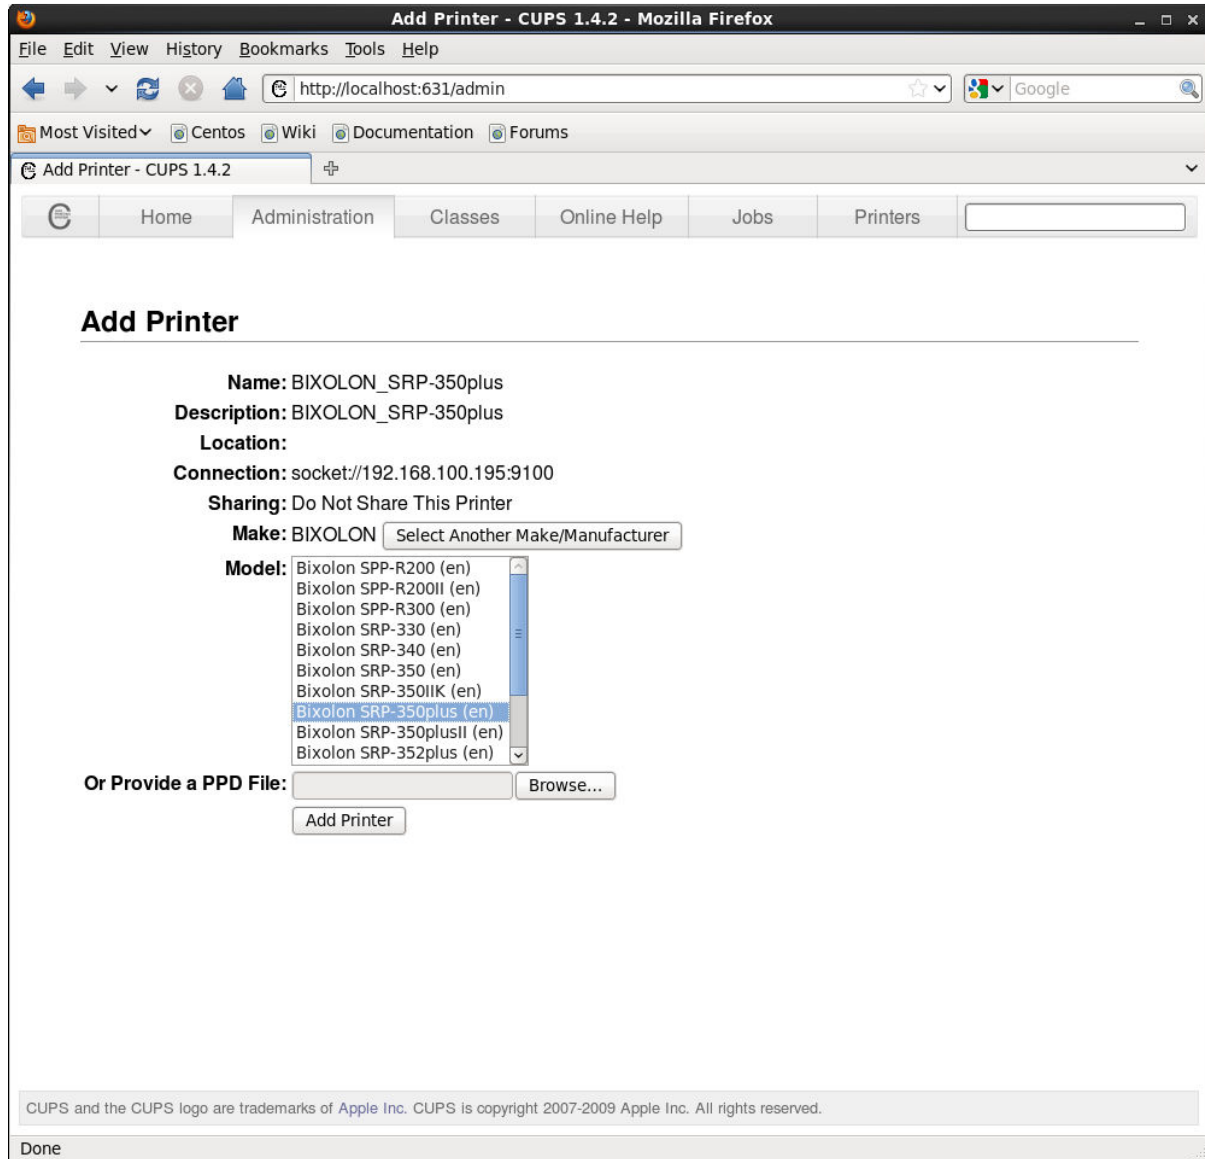 Add Printer - CUPS 1.4.2 - Mozilla Firefox
File Edit View History Bookmarks Tools Help
http://localhost:631/admin Google
Most Visited Centos Wiki Documentation Forums
Add Printer - CUPS 1.4.2
Home Administration Classes Online Help Jobs Printers
Add Printer
Name: BIXOLON_SRP-350plus
Description: BIXOLON_SRP-350plus
Location:
Connection: socket://192.168.100.195:9100
Sharing: Do Not Share This Printer
Make: BIXOLON Select Another Make/Manufacturer
Model: Bixolon SPP-R200 (en)
Bixolon SPP-R200II (en)
Bixolon SPP-R300 (en)
Bixolon SRP-330 (en)
Bixolon SRP-340 (en)
Bixolon SRP-350 (en)
Bixolon SRP-350IIK (en)
Bixolon SRP-350plus (en)
Bixolon SRP-350plusII (en)
Bixolon SRP-352plus (en)
Or Provide a PPD File: Browse...
Add Printer
CUPS and the CUPS logo are trademarks of Apple Inc. CUPS is copyright 2007-2009 Apple Inc. All rights reserved.
Done